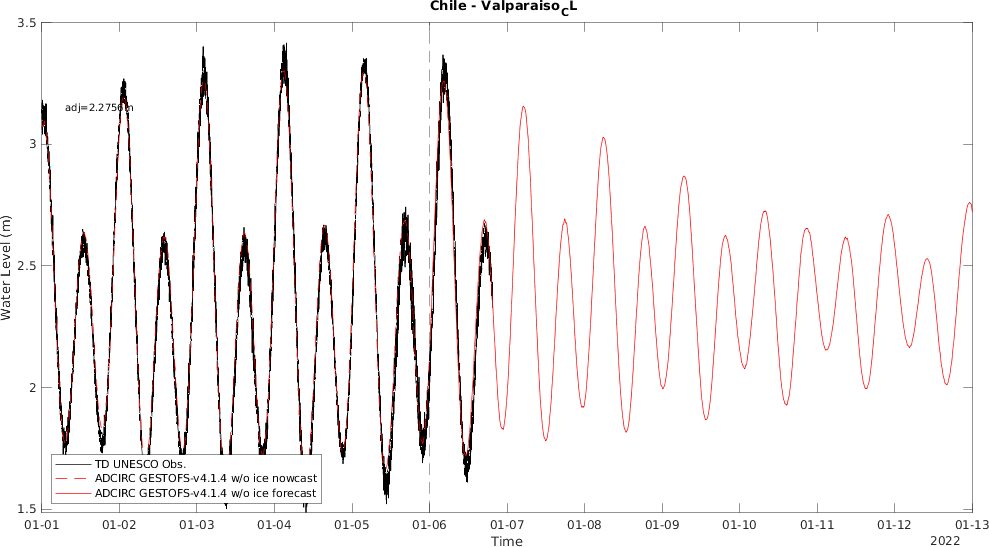 Chile - Valparaiso_CL
3.5
3
2.5
2
1.5
Water Level (m)
adj=2.2756m
TD UNESCO Obs.
ADCIRC GESTOFS-v4.1.4 w/o ice nowcast
ADCIRC GESTOFS-v4.1.4 w/o ice forecast
01-01 01-02 01-03 01-04 01-05 01-06 01-07 01-08 01-09 01-10 01-11 01-12 01-13
Time
2022